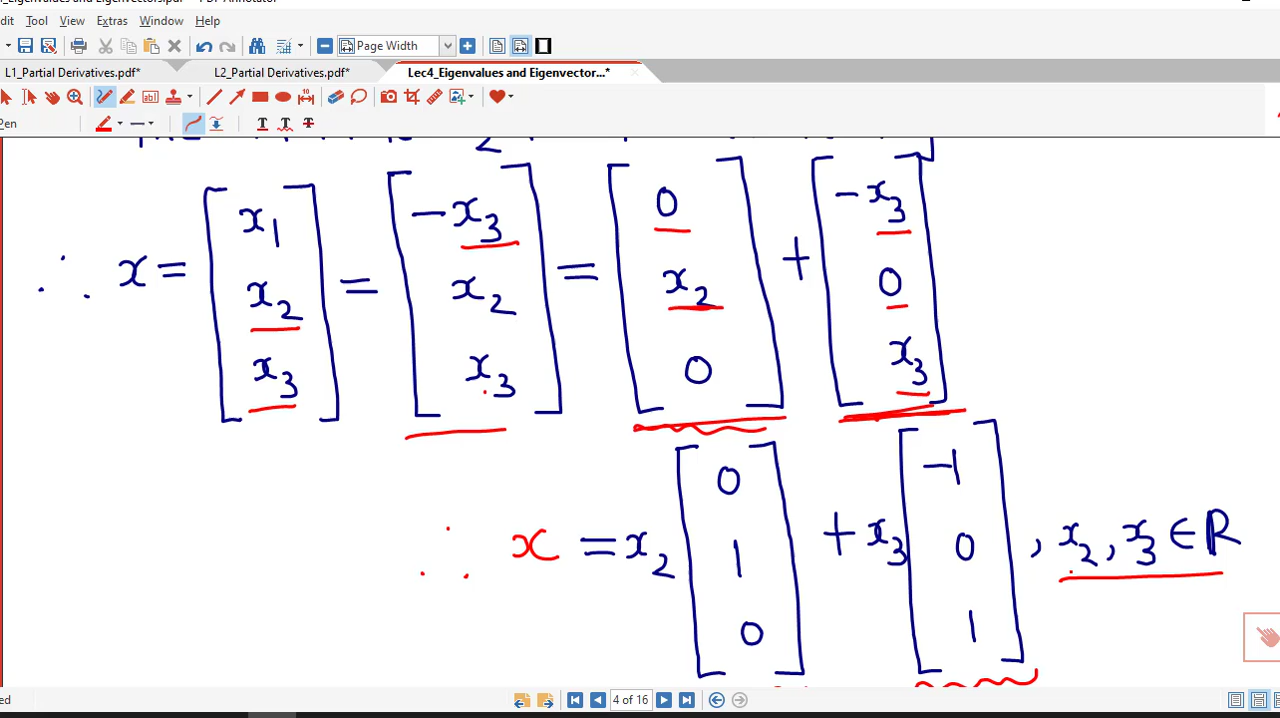 Tool View Extras Window Help
Page Width
L1_Partial Derivatives.pdf* L2_Partial Derivatives.pdf* Lec4_Eigenvalues and Eigenvector...*
∴ x = [x₁ x₂ x₃] = [-x₃ x₂ x₃] = [0 x₂ 0] + [-x₃ 0 x₃]
∴ x = x₂ [0 1 0] + x₃ [-1 0 1] , x₂, x₃ ∈ ℝ
4 of 16